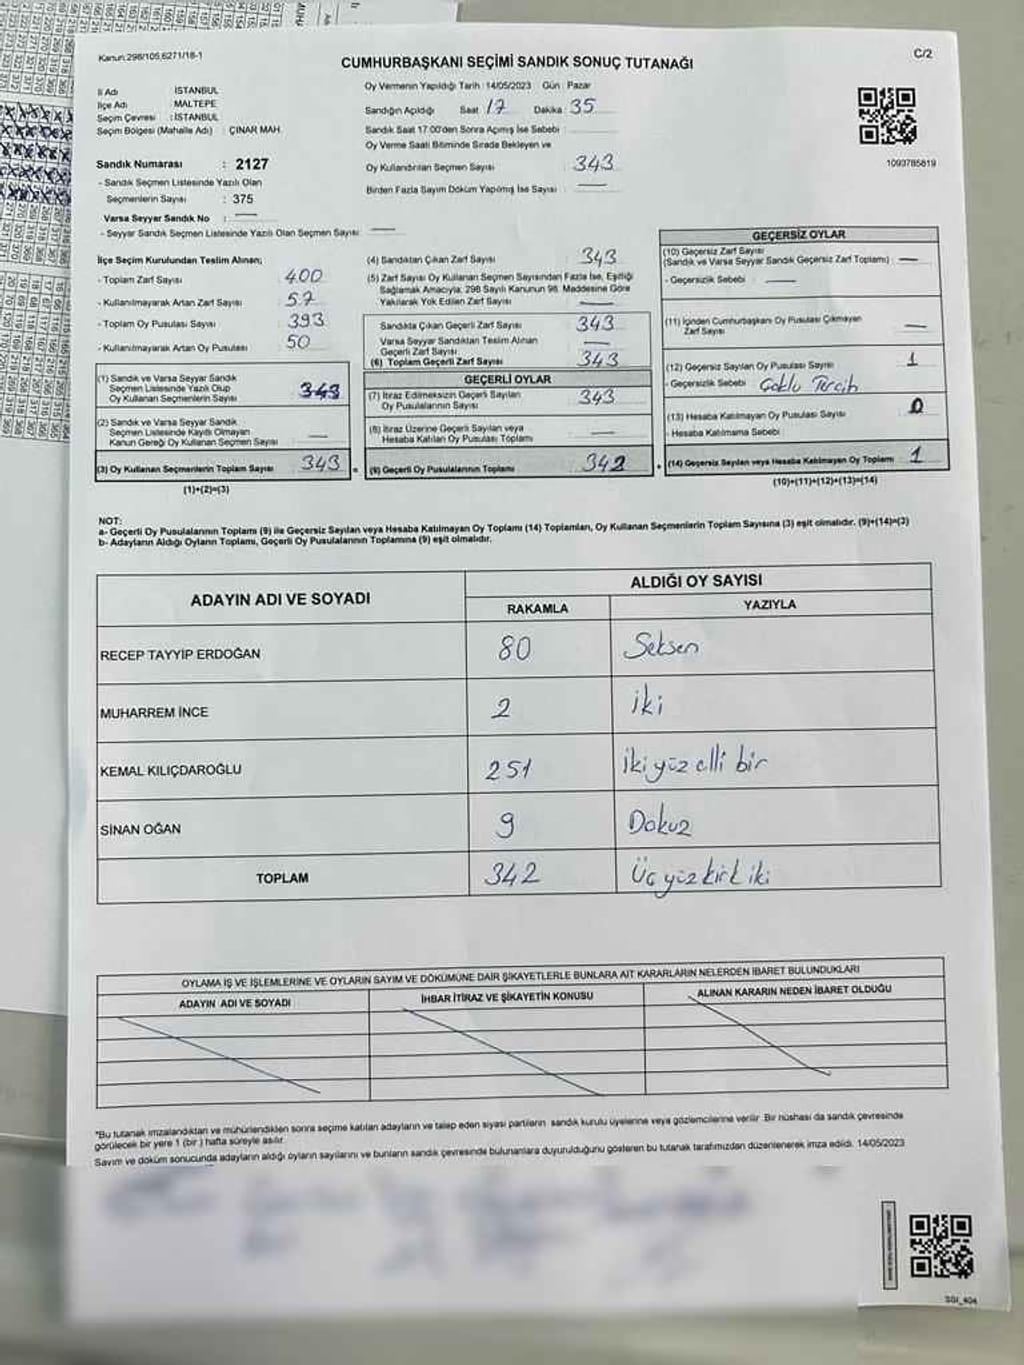 Kanun:298/105,6271/18-1
C/2
CUMHURBAŞKANI SEÇİMİ SANDIK SONUÇ TUTANAĞI
İl Adı İSTANBUL
İlçe Adı MALTEPE
Seçim Çevresi : İSTANBUL
Seçim Bölgesi (Mahalle Adı) : ÇINAR MAH.
Sandık Numarası : 2127
- Sandık Seçmen Listesinde Yazılı Olan
Seçmenlerin Sayısı : 375
Varsa Seyyar Sandık No : —
- Seyyar Sandık Seçmen Listesinde Yazılı Olan Seçmen Sayısı: —
Oy Vermenin Yapıldığı Tarih : 14/05/2023 Gün : Pazar
Sandığın Açıldığı Saat : 17 Dakika : 35
Sandık Saat 17:00'den Sonra Açımış İse Sebebi :
Oy Verme Saati Bitiminde Sırada Bekleyen ve
Oy Kullandırılan Seçmen Sayısı : 343
Birden Fazla Sayım Döküm Yapılmış İse Sayısı : —
1093785819
İlçe Seçim Kurulundan Teslim Alınan;
- Toplam Zarf Sayısı : 400
- Kullanılmayarak Artan Zarf Sayısı : 57
- Toplam Oy Pusulası Sayısı : 393
- Kullanılmayarak Artan Oy Pusulası : 50
(1) Sandık ve Varsa Seyyar Sandık
Seçmen Listesinde Yazılı Olup
Oy Kullanan Seçmenlerin Sayısı 343
(2) Sandık ve Varsa Seyyar Sandık
Seçmen Listesinde Kayıtlı Olmayan
Kanun Gereği Oy Kullanan Seçmen Sayısı —
(3) Oy Kullanan Seçmenlerin Toplam Sayısı 343
(1)+(2)=(3)
(4) Sandıktan Çıkan Zarf Sayısı : 343
(5) Zarf Sayısı Oy Kullanan Seçmen Sayısından Fazla İse, Eşitliği
Sağlamak Amacıyla; 298 Sayılı Kanunun 98. Maddesine Göre
Yakılarak Yok Edilen Zarf Sayısı —
Sandıkta Çıkan Geçerli Zarf Sayısı : 343
Varsa Seyyar Sandıktan Teslim Alınan
Geçerli Zarf Sayısı : —
(6) Toplam Geçerli Zarf Sayısı : 343
GEÇERLİ OYLAR
(7) İtiraz Edilmeksizin Geçerli Sayılan
Oy Pusulalarının Sayısı : 343
(8) İtiraz Üzerine Geçerli Sayılan veya
Hesaba Katılan Oy Pusulası Toplamı : —
(9) Geçerli Oy Pusulalarının Toplamı : 342
GEÇERSİZ OYLAR
(10) Geçersiz Zarf Sayısı
(Sandık ve Varsa Seyyar Sandık Geçersiz Zarf Toplamı) : —
- Geçersizlik Sebebi : —
(11) İçinden Cumhurbaşkanı Oy Pusulası Çıkmayan
Zarf Sayısı —
(12) Geçersiz Sayılan Oy Pusulası Sayısı : 1
- Geçersizlik Sebebi : Çoklu Tercih
(13) Hesaba Katılmayan Oy Pusulası Sayısı : 0
- Hesaba Katılmama Sebebi :
(14) Geçersiz Sayılan veya Hesaba Katılmayan Oy Toplamı : 1
(10)+(11)+(12)+(13)=(14)
NOT:
a- Geçerli Oy Pusulalarının Toplamı (9) ile Geçersiz Sayılan veya Hesaba Katılmayan Oy Toplamı (14) Toplamları, Oy Kullanan Seçmenlerin Toplam Sayısına (3) eşit olmalıdır. (9)+(14)=(3)
b- Adayların Aldığı Oyların Toplamı, Geçerli Oy Pusulalarının Toplamına (9) eşit olmalıdır.
ADAYIN ADI VE SOYADI ALDIĞI OY SAYISI
RAKAMLA YAZIYLA
RECEP TAYYİP ERDOĞAN 80 Seksen
MUHARREM İNCE 2 iki
KEMAL KILIÇDAROĞLU 251 İki yüz elli bir
SİNAN OĞAN 9 Dokuz
TOPLAM 342 Üç yüz kırk iki
OYLAMA İŞ VE İŞLEMLERİNE VE OYLARIN SAYIM VE DÖKÜMÜNE DAİR ŞİKAYETLERLE BUNLARA AİT KARARLARIN NELERDEN İBARET BULUNDUKLARI
ADAYIN ADI VE SOYADI İHBAR İTİRAZ VE ŞİKAYETİN KONUSU ALINAN KARARIN NEDEN İBARET OLDUĞU
*Bu tutanak imzalandıktan ve mühürlendikten sonra seçime katılan adayların ve talep eden siyasi partilerin sandık kurulu üyelerine veya gözlemcilerine verilir. Bir nüshası da sandık çevresinde
görülecek bir yere 1 (bir ) hafta süreyle asılır.
Sayım ve döküm sonucunda adayların aldığı oyların sayılarını ve bunların sandık çevresinde bulunanlara duyurulduğunu gösteren bu tutanak tarafımızdan düzenlenerek imza edildi. 14/05/2023
SGI_404